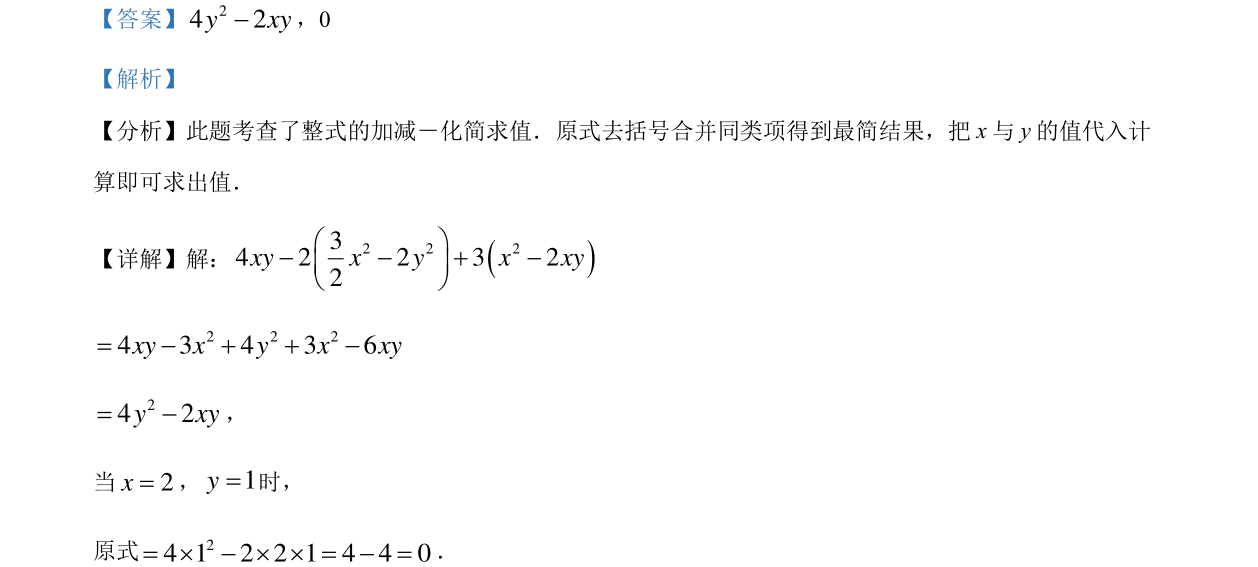 【答案】4y² − 2xy，0
【解析】
【分析】此题考查了整式的加减－化简求值．原式去括号合并同类项得到最简结果，把 x 与 y 的值代入计
算即可求出值．
【详解】解：4xy − 2(3/2 x² − 2y²) + 3(x² − 2xy)
= 4xy − 3x² + 4y² + 3x² − 6xy
= 4y² − 2xy，
当 x = 2，y = 1时，
原式 = 4×1² − 2×2×1 = 4 − 4 = 0．